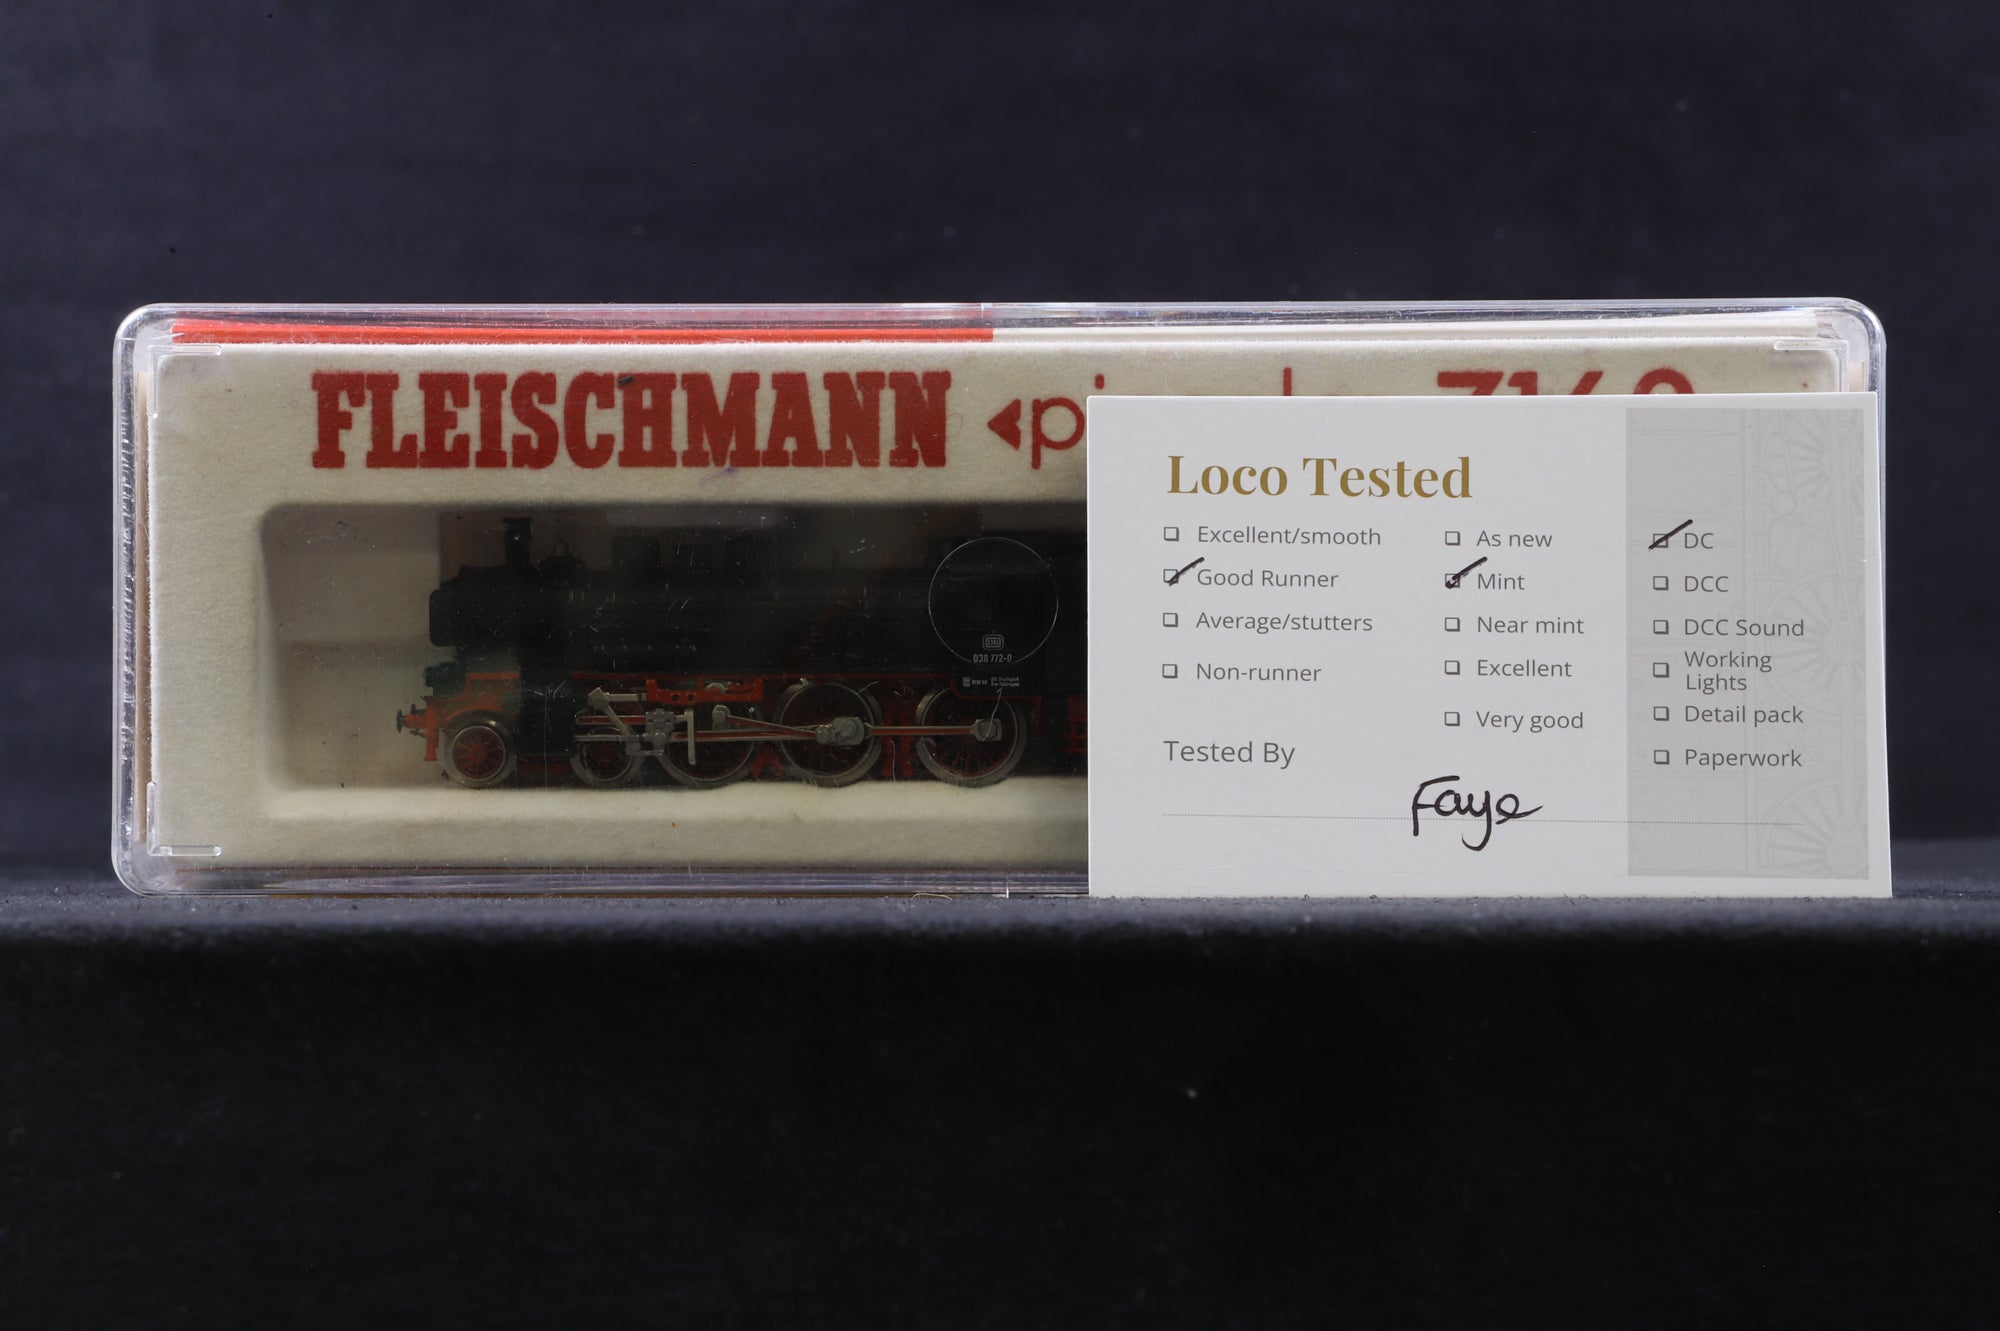 FLEISCHMANN
Loco Tested
Excellent/smooth
Good Runner
Average/stutters
Non-runner
As new
Mint
Near mint
Excellent
Very good
DC
DCC
DCC Sound
Working
Lights
Detail pack
Paperwork
Tested By
Faye
DB
038 772-0